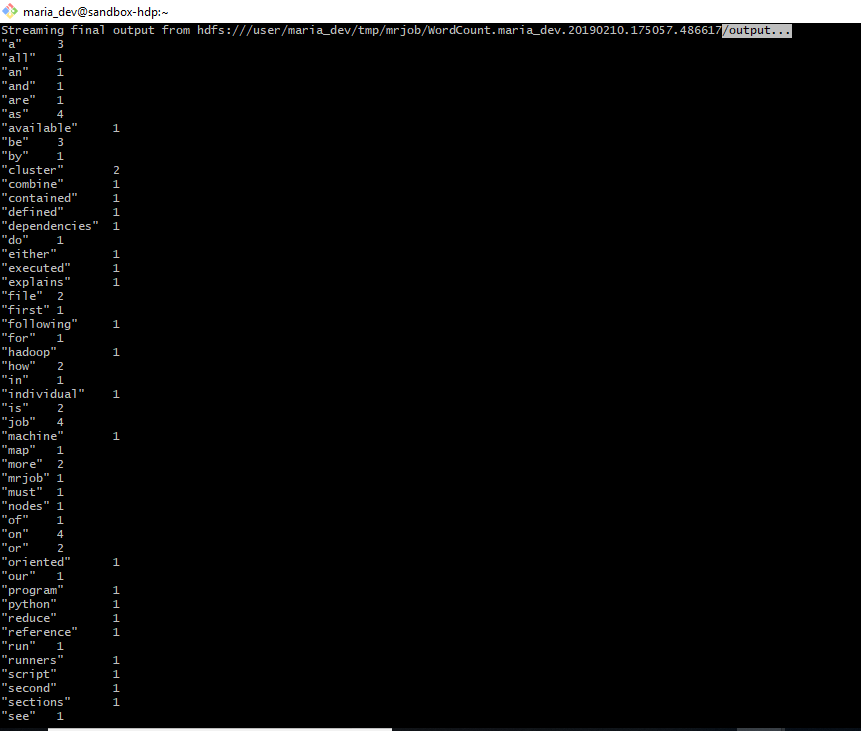 maria_dev@sandbox-hdp:~
Streaming final output from hdfs:///user/maria_dev/tmp/mrjob/WordCount.maria_dev.20190210.175057.486617/output...
"a" 3
"all" 1
"an" 1
"and" 1
"are" 1
"as" 4
"available" 1
"be" 3
"by" 1
"cluster" 2
"combine" 1
"contained" 1
"defined" 1
"dependencies" 1
"do" 1
"either" 1
"executed" 1
"explains" 1
"file" 2
"first" 1
"following" 1
"for" 1
"hadoop" 1
"how" 2
"in" 1
"individual" 1
"is" 2
"job" 4
"machine" 1
"map" 1
"more" 2
"mrjob" 1
"must" 1
"nodes" 1
"of" 1
"on" 4
"or" 2
"oriented" 1
"our" 1
"program" 1
"python" 1
"reduce" 1
"reference" 1
"run" 1
"runners" 1
"script" 1
"second" 1
"sections" 1
"see" 1